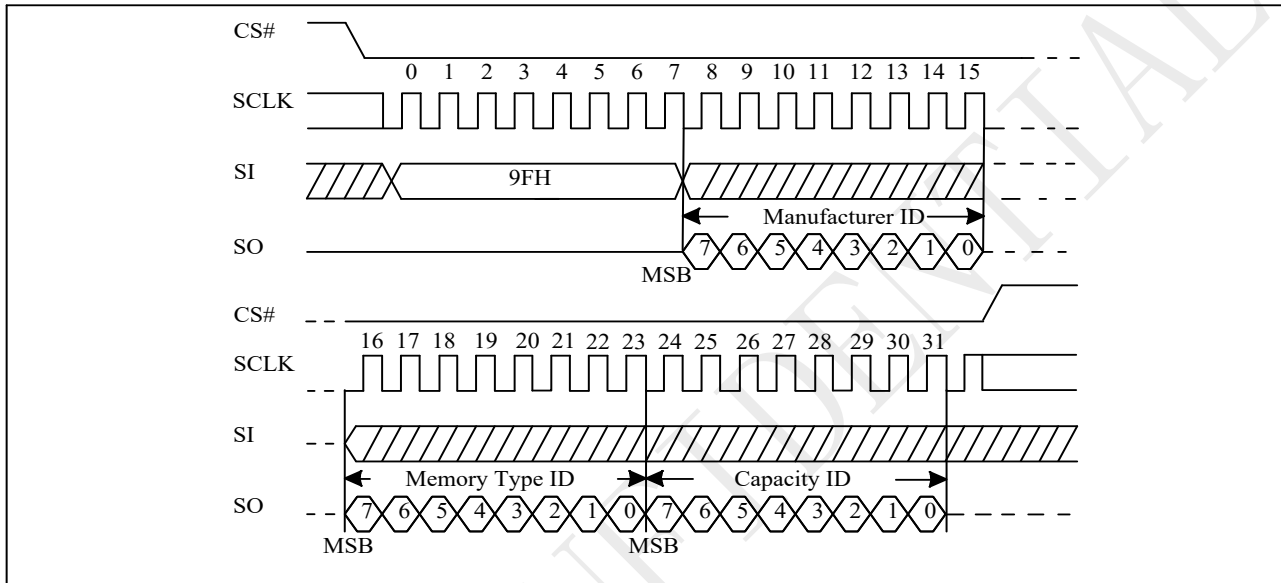 CS#
0 1 2 3 4 5 6 7 8 9 10 11 12 13 14 15
SCLK
SI
9FH
Manufacturer ID
SO
7 6 5 4 3 2 1 0
MSB
CS#
16 17 18 19 20 21 22 23 24 25 26 27 28 29 30 31
SCLK
SI
Memory Type ID Capacity ID
SO
7 6 5 4 3 2 1 0 7 6 5 4 3 2 1 0
MSB MSB
IDENTIAL